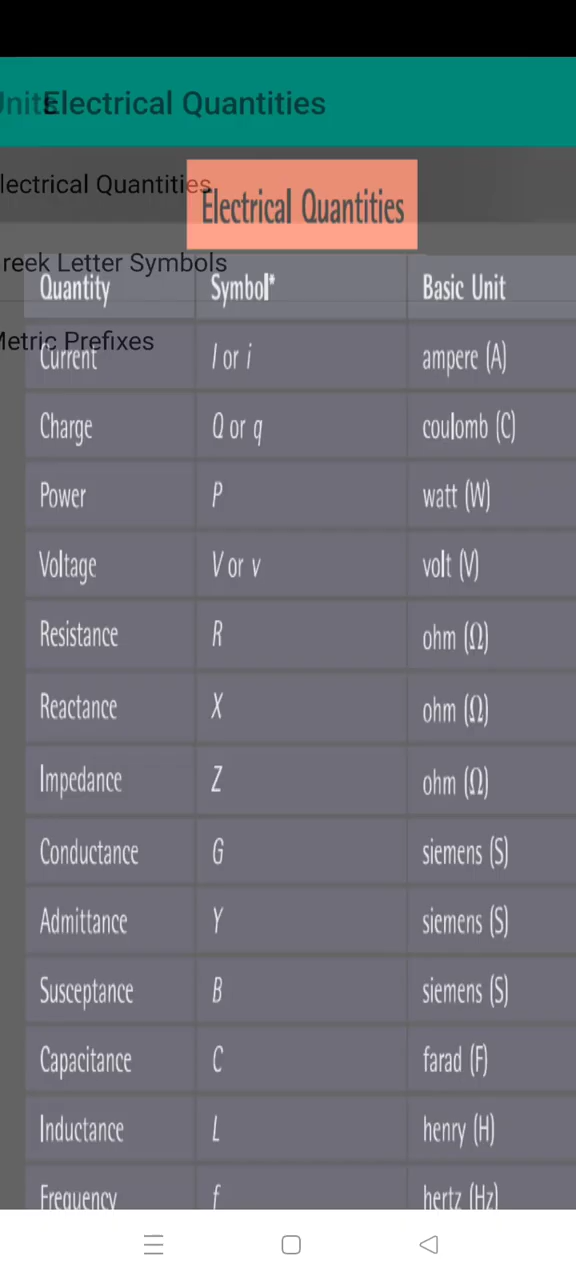 Units
Electrical Quantities
lectrical Quantities
Electrical Quantities
reek Letter Symbols
Quantity Symbol* Basic Unit
Metric Prefixes
Current I or i ampere (A)
Charge Q or q coulomb (C)
Power P watt (W)
Voltage V or v volt (V)
Resistance R ohm (Ω)
Reactance X ohm (Ω)
Impedance Z ohm (Ω)
Conductance G siemens (S)
Admittance Y siemens (S)
Susceptance B siemens (S)
Capacitance C farad (F)
Inductance L henry (H)
Frequency f hertz (Hz)